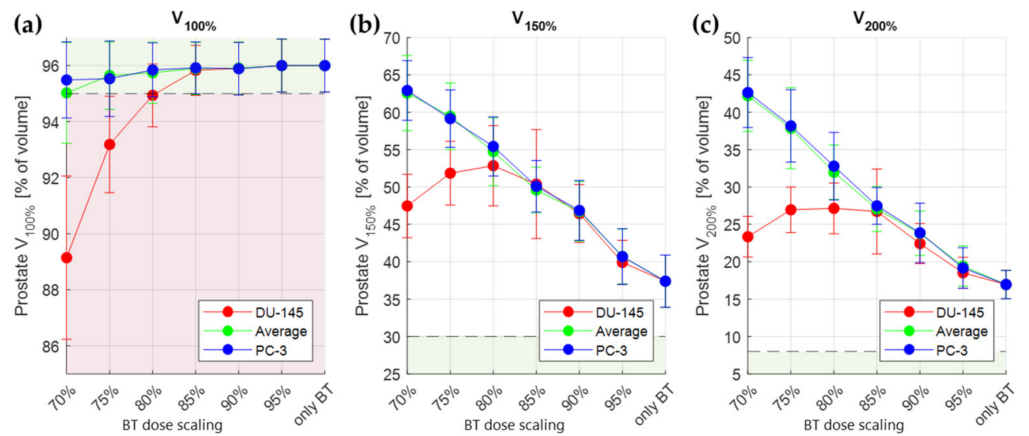 (a)
V100%
Prostate V100% [% of volume]
96
94
92
90
88
86
DU-145
Average
PC-3
70%
75%
80%
85%
90%
95%
only BT
BT dose scaling
(b)
V150%
Prostate V150% [% of volume]
70
65
60
55
50
45
40
35
30
25
DU-145
Average
PC-3
70%
75%
80%
85%
90%
95%
only BT
BT dose scaling
(c)
V200%
Prostate V200% [% of volume]
50
45
40
35
30
25
20
15
10
5
DU-145
Average
PC-3
70%
75%
80%
85%
90%
95%
only BT
BT dose scaling